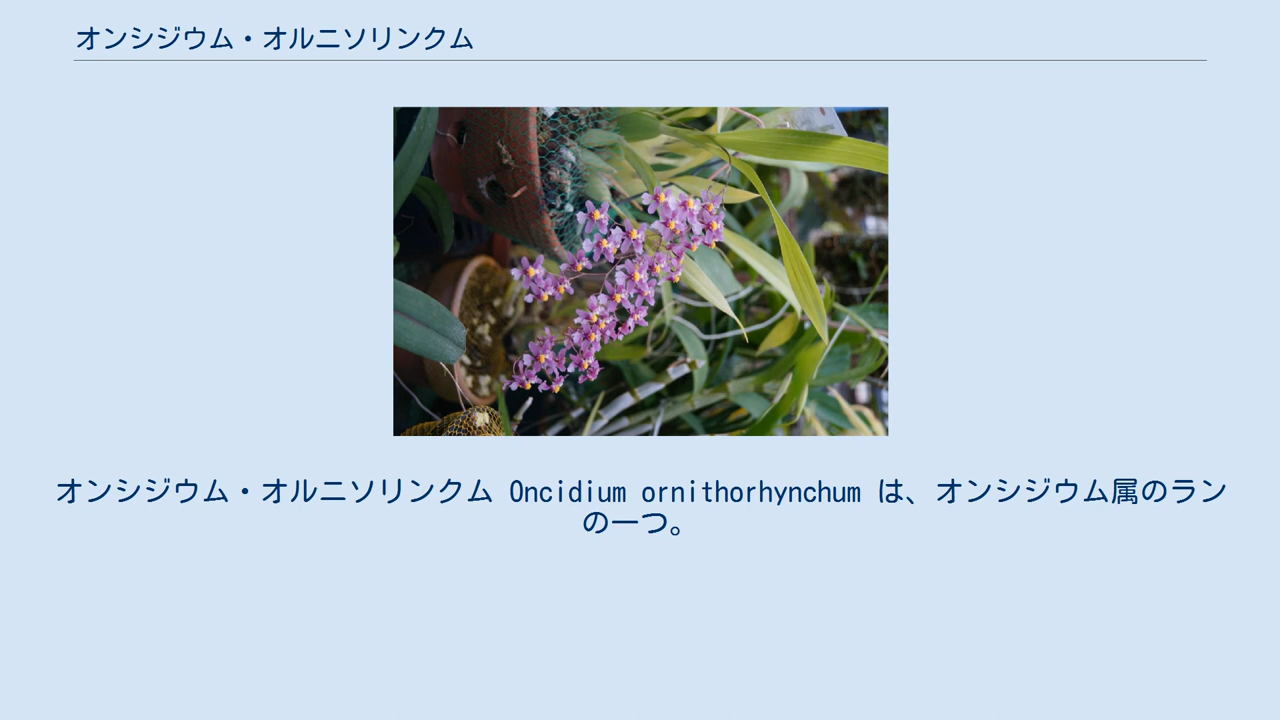 オンシジウム・オルニソリンクム
オンシジウム・オルニソリンクム Oncidium ornithorhynchum は、オンシジウム属のラン
の一つ。